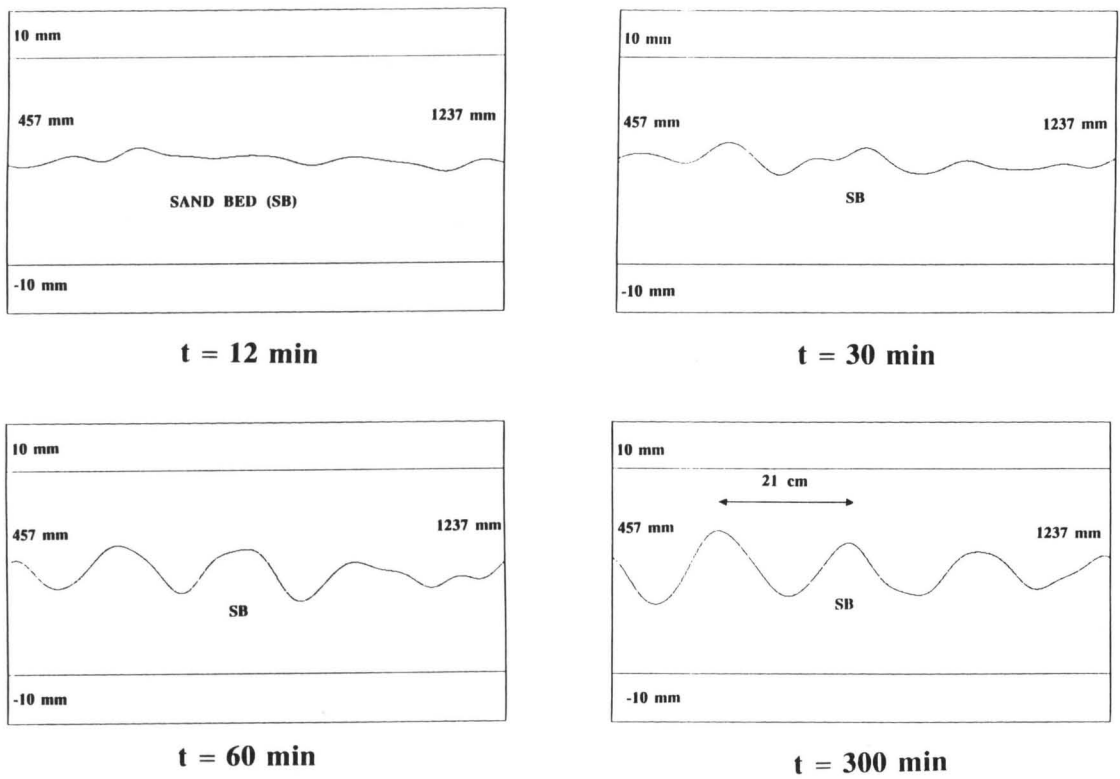 10 mm
457 mm
1237 mm
SAND BED (SB)
-10 mm
t = 12 min
10 mm
457 mm
1237 mm
SB
-10 mm
t = 30 min
10 mm
457 mm
1237 mm
SB
-10 mm
t = 60 min
10 mm
21 cm
457 mm
1237 mm
SB
-10 mm
t = 300 min